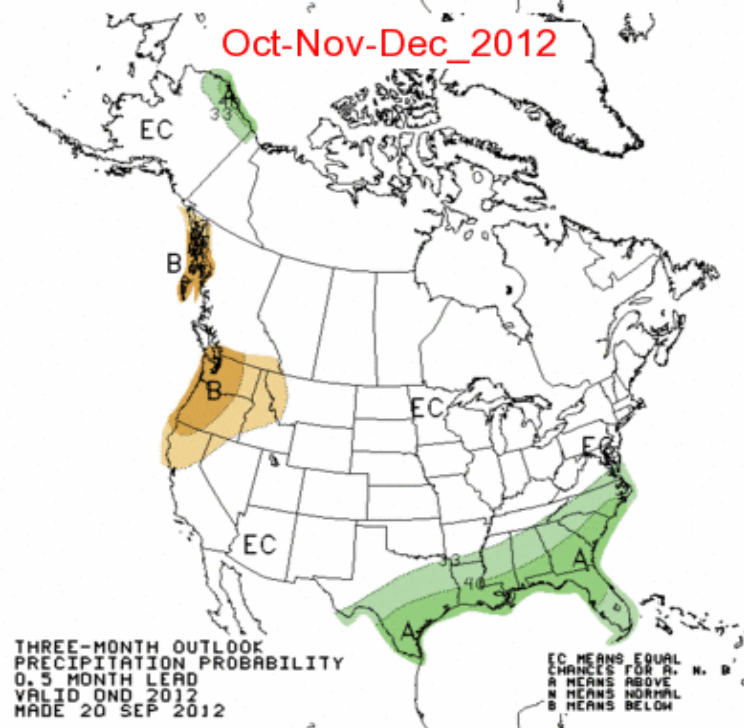 Oct-Nov-Dec_2012
A
33
EC
B
B
EC
EC
EC
33
40
A
A
THREE-MONTH OUTLOOK
PRECIPITATION PROBABILITY
0.5 MONTH LEAD
VALID OND 2012
MADE 20 SEP 2012
EC MEANS EQUAL
CHANCES FOR A, N, B
A MEANS ABOVE
N MEANS NORMAL
B MEANS BELOW